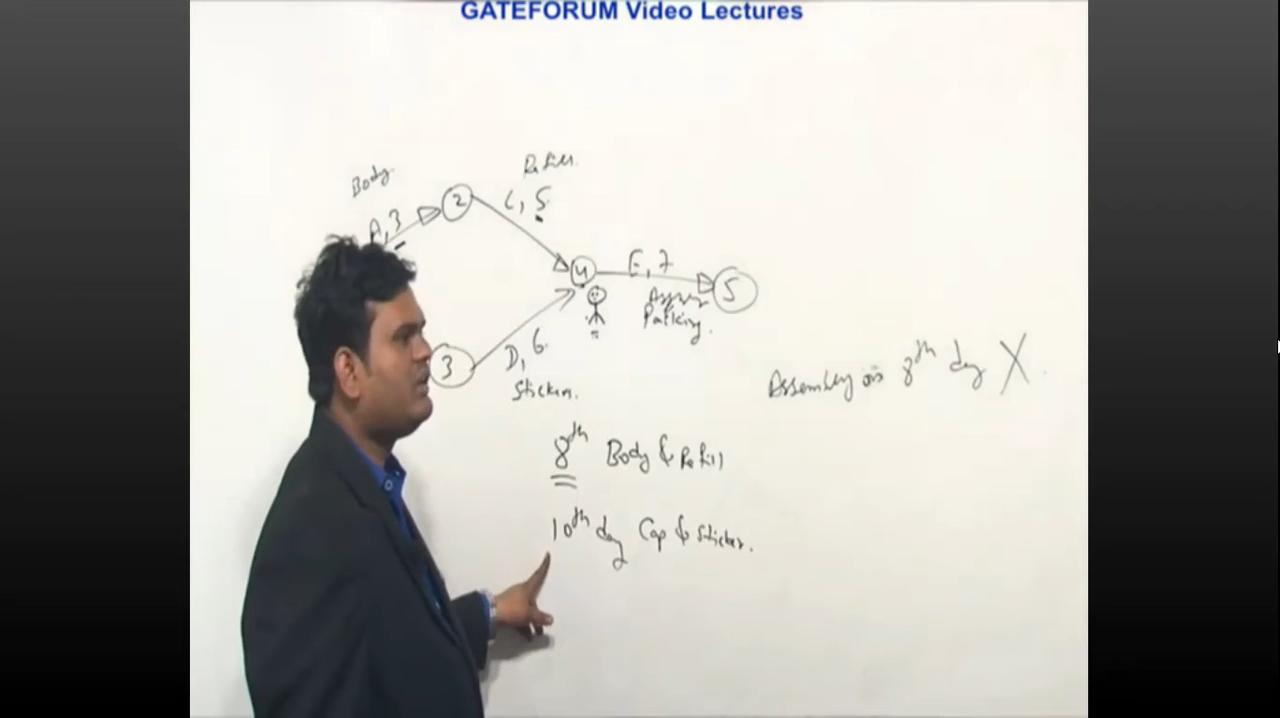 GATEFORUM Video Lectures
Body.
Refill.
A, 3
2
C, 5
4
E, 7
5
Packing.
3
D, 6
Sticker.
Assembly on 8th day X.
8th Body & Refill
10th day Cap & Sticker.